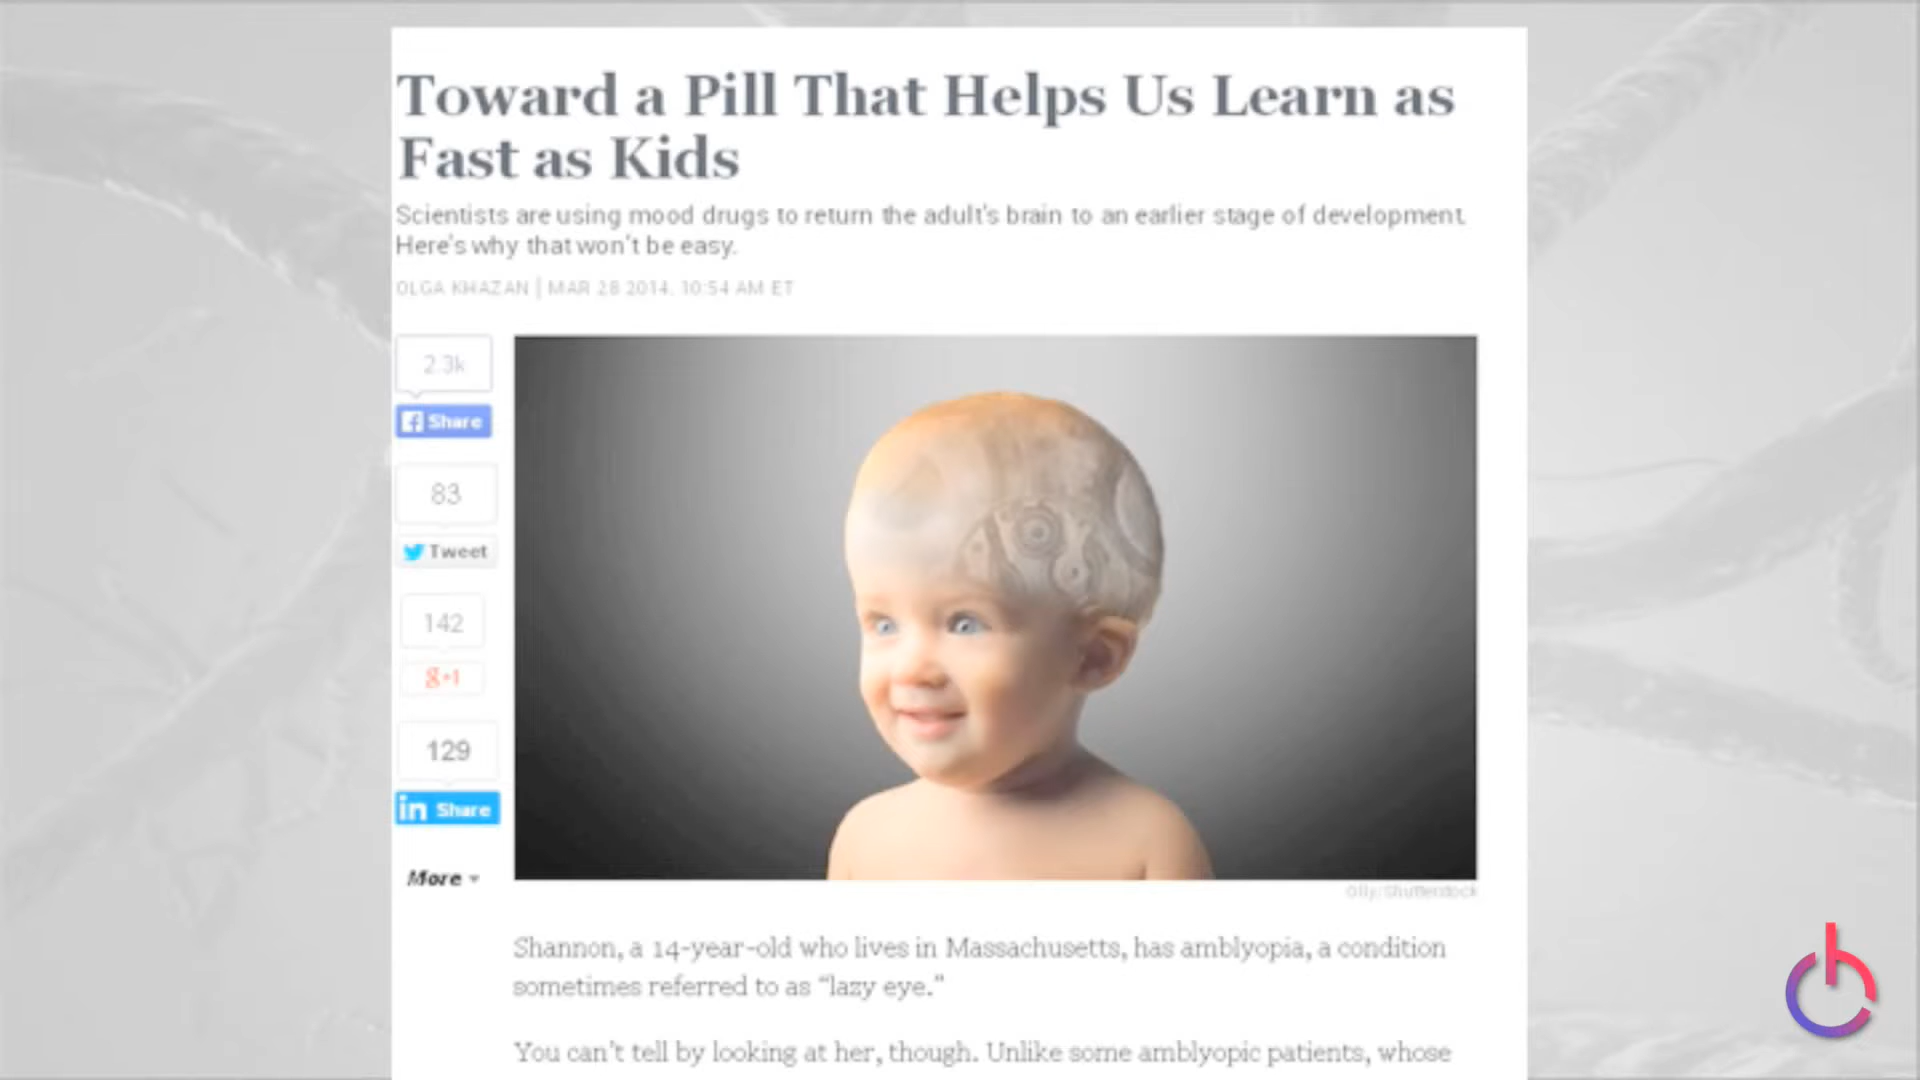 Toward a Pill That Helps Us Learn as
Fast as Kids
Scientists are using mood drugs to return the adult's brain to an earlier stage of development.
Here's why that won't be easy.
OLGA KHAZAN | MAR 28 2014, 10:54 AM ET
2.3k
Share
83
Tweet
142
g+1
129
in Share
More
Olly/Shutterstock
Shannon, a 14-year-old who lives in Massachusetts, has amblyopia, a condition
sometimes referred to as “lazy eye.”
You can’t tell by looking at her, though. Unlike some amblyopic patients, whose